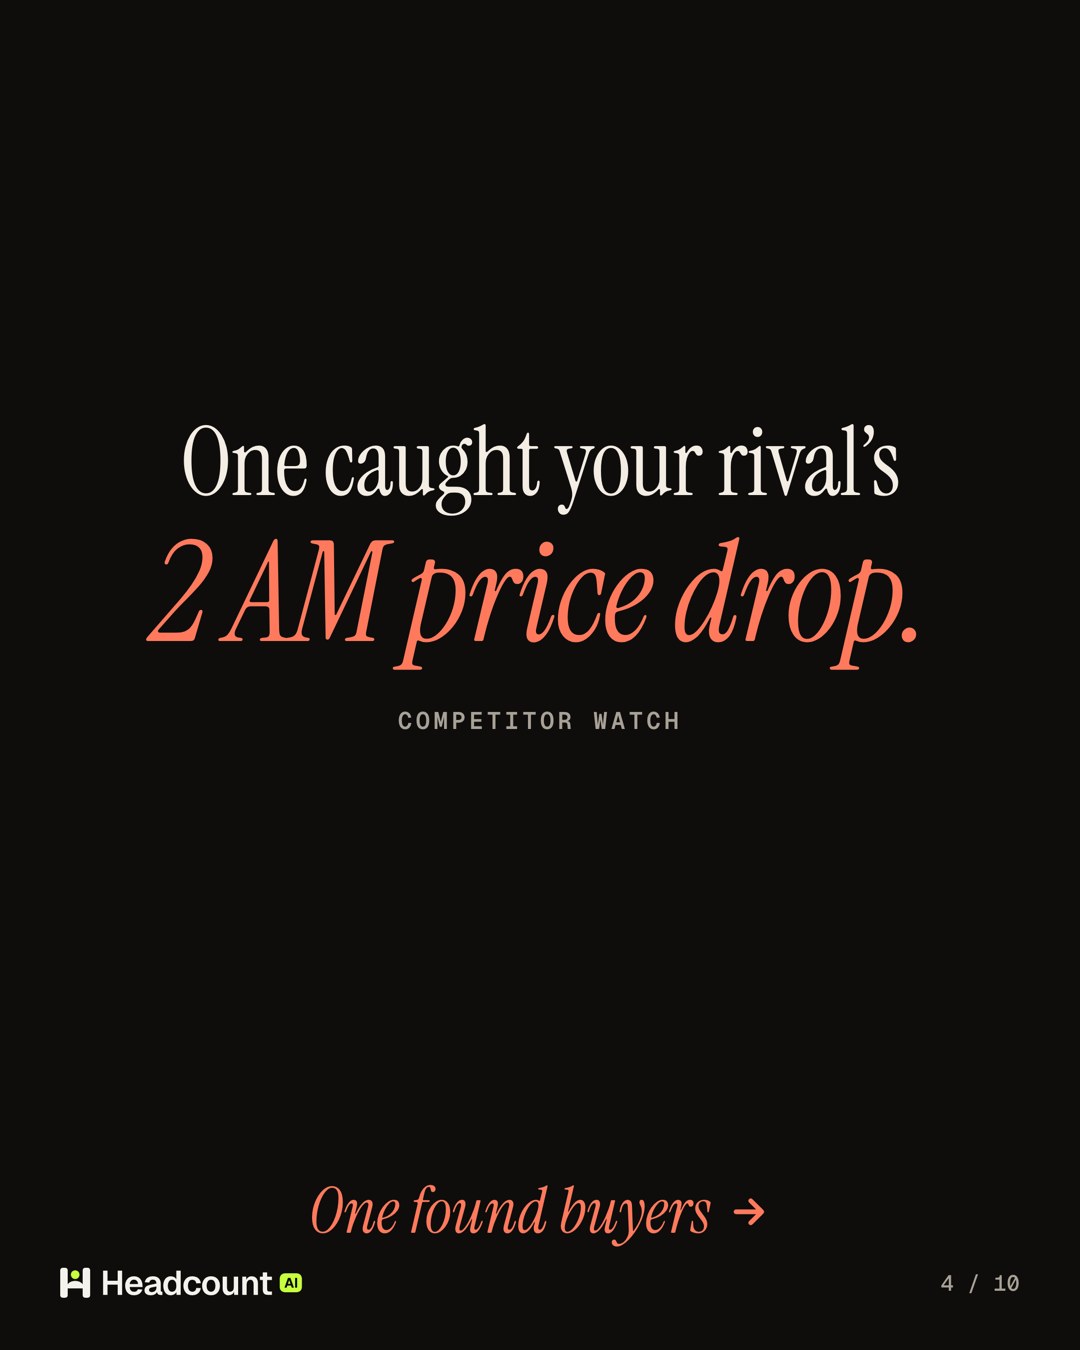 One caught your rival’s
2 AM price drop.
COMPETITOR WATCH
One found buyers →
Headcount AI
4 / 10